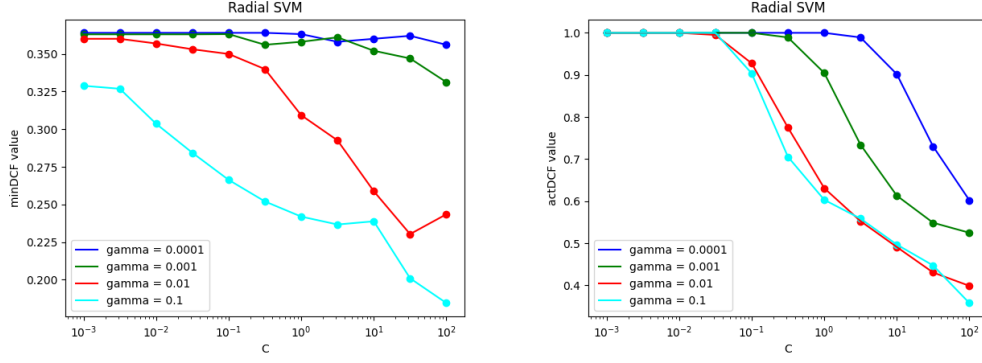 Radial SVM
minDCF value
0.350
0.325
0.300
0.275
0.250
0.225
0.200
gamma = 0.0001
gamma = 0.001
gamma = 0.01
gamma = 0.1
10⁻³ 10⁻² 10⁻¹ 10⁰ 10¹ 10²
C
Radial SVM
actDCF value
1.0
0.9
0.8
0.7
0.6
0.5
0.4
gamma = 0.0001
gamma = 0.001
gamma = 0.01
gamma = 0.1
10⁻³ 10⁻² 10⁻¹ 10⁰ 10¹ 10²
C